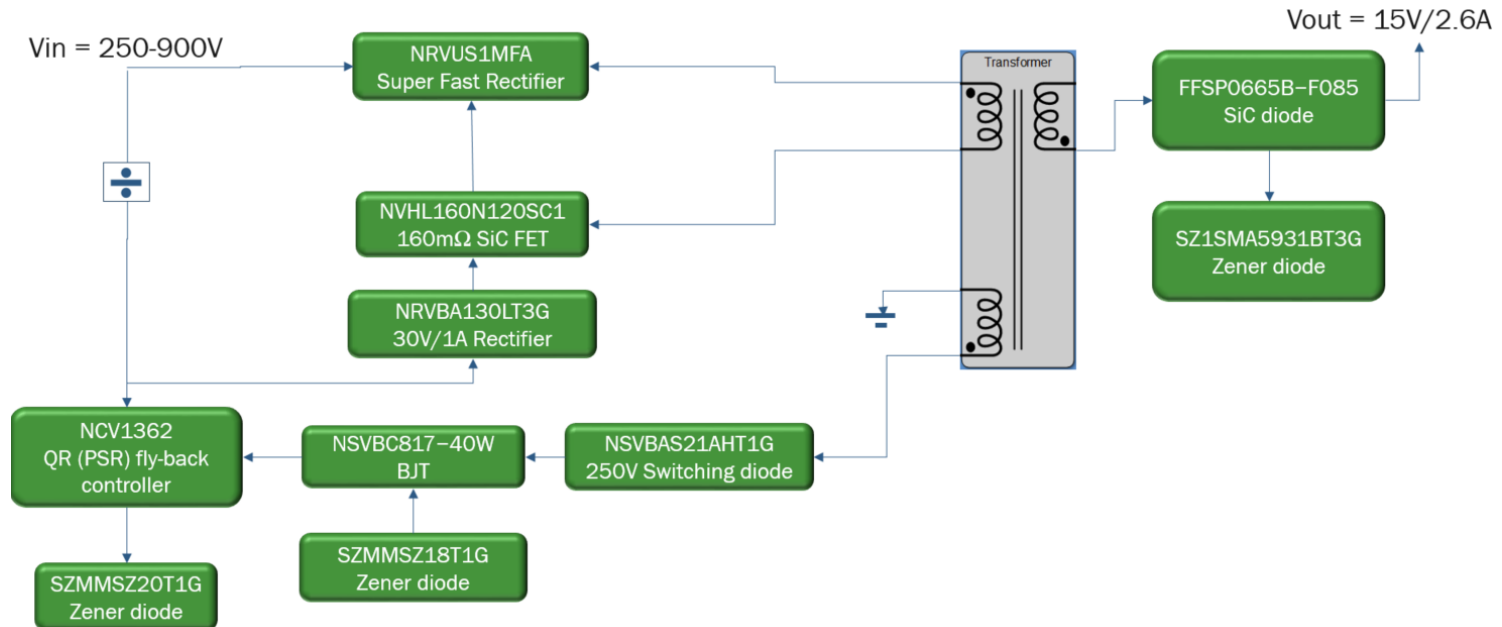 Vin = 250-900V
NRVUS1MFA
Super Fast Rectifier
Transformer
Vout = 15V/2.6A
FFSP0665B–F085
SiC diode
NVHL160N120SC1
160mΩ SiC FET
SZ1SMA5931BT3G
Zener diode
NRVBA130LT3G
30V/1A Rectifier
NCV1362
QR (PSR) fly-back
controller
NSVBC817–40W
BJT
NSVBAS21AHT1G
250V Switching diode
SZMMSZ18T1G
Zener diode
SZMMSZ20T1G
Zener diode